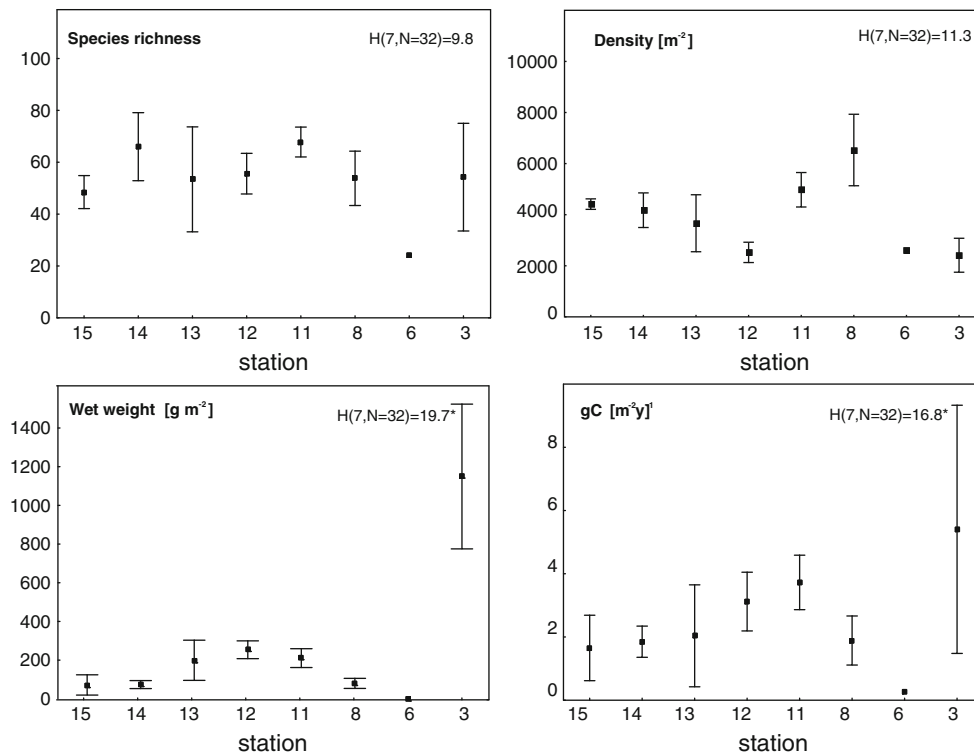 Species richness
H(7,N=32)=9.8
100
80
60
40
20
0
15 14 13 12 11 8 6 3
station
Density [m⁻²]
H(7,N=32)=11.3
10000
8000
6000
4000
2000
0
15 14 13 12 11 8 6 3
station
Wet weight [g m⁻²]
H(7,N=32)=19.7*
1400
1200
1000
800
600
400
200
0
15 14 13 12 11 8 6 3
station
gC [m⁻²y]¹
H(7,N=32)=16.8*
8
6
4
2
0
15 14 13 12 11 8 6 3
station